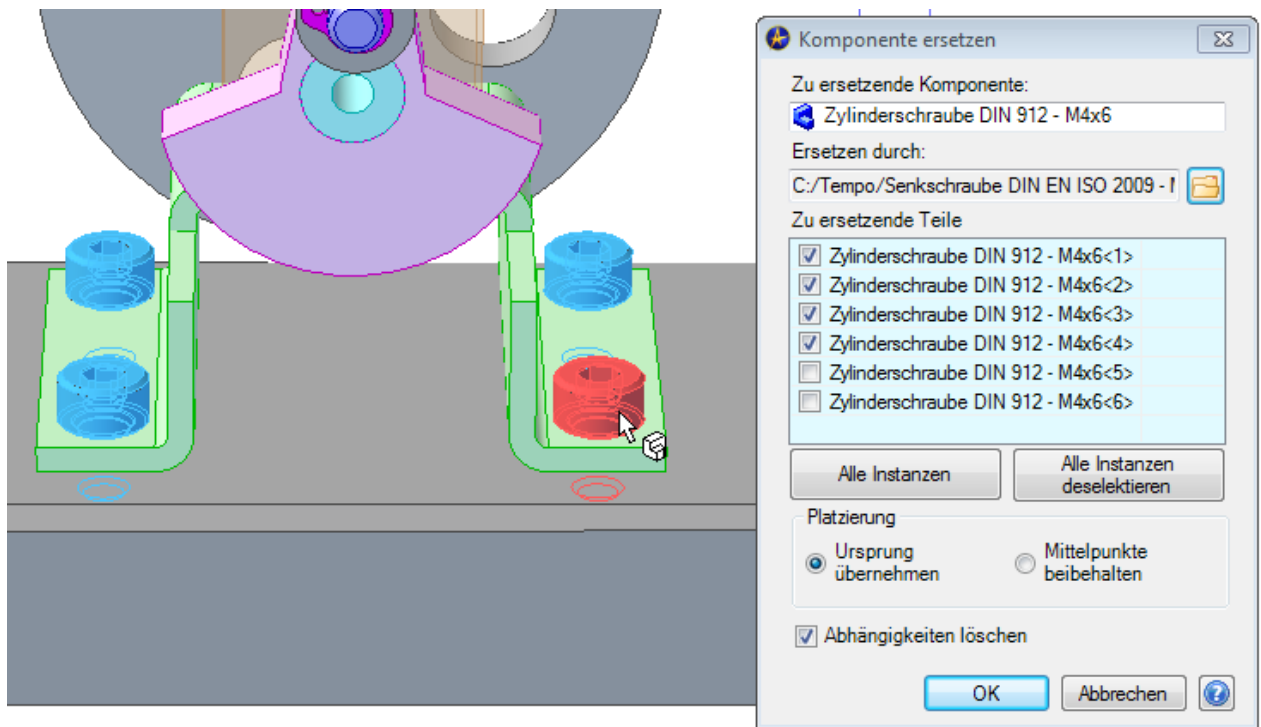 Komponente ersetzen
Zu ersetzende Komponente:
Zylinderschraube DIN 912 - M4x6
Ersetzen durch:
C:/Tempo/Senkschraube DIN EN ISO 2009 -
Zu ersetzende Teile
Zylinderschraube DIN 912 - M4x6<1>
Zylinderschraube DIN 912 - M4x6<2>
Zylinderschraube DIN 912 - M4x6<3>
Zylinderschraube DIN 912 - M4x6<4>
Zylinderschraube DIN 912 - M4x6<5>
Zylinderschraube DIN 912 - M4x6<6>
Alle Instanzen
Alle Instanzen
deselektieren
Platzierung
Ursprung
übernehmen
Mittelpunkte
beibehalten
Abhängigkeiten löschen
OK
Abbrechen